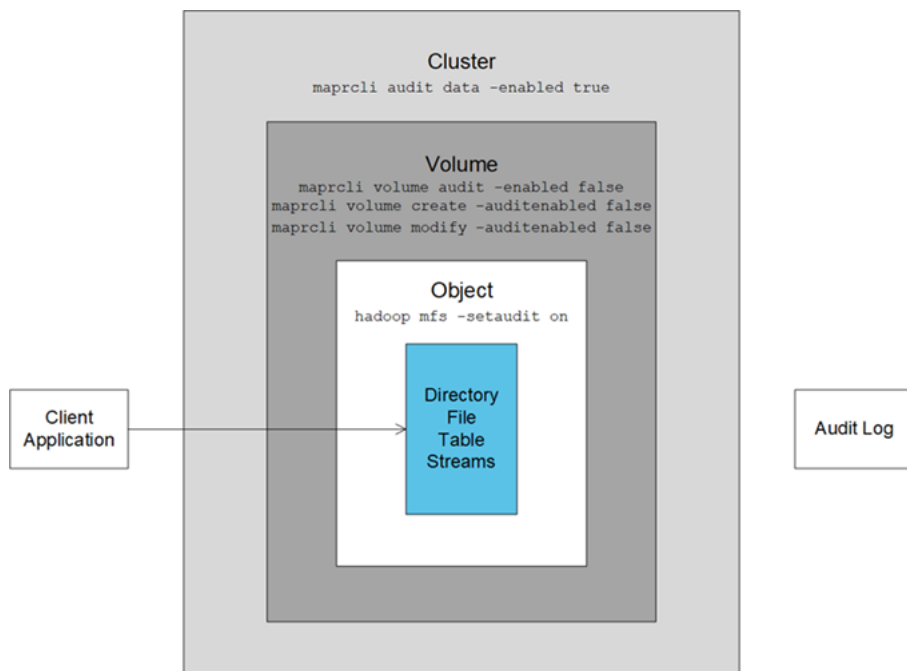 Cluster
maprcli audit data -enabled true
Volume
maprcli volume audit -enabled false
maprcli volume create -auditenabled false
maprcli volume modify -auditenabled false
Object
hadoop mfs -setaudit on
Directory
File
Table
Streams
Client
Application
Audit Log